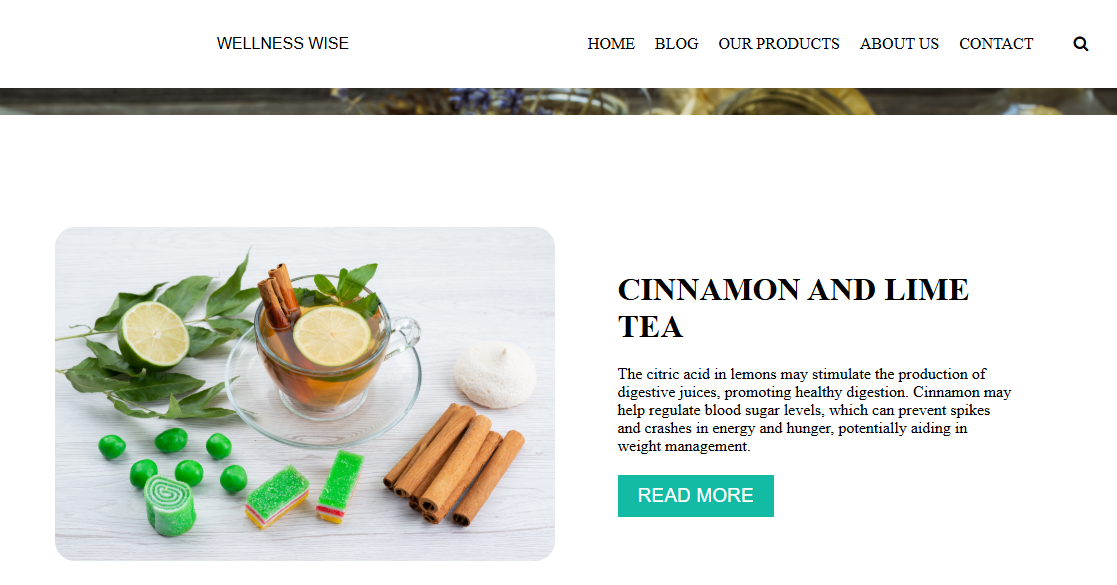 WELLNESS WISE
HOME BLOG OUR PRODUCTS ABOUT US CONTACT
CINNAMON AND LIME
TEA
The citric acid in lemons may stimulate the production of
digestive juices, promoting healthy digestion. Cinnamon may
help regulate blood sugar levels, which can prevent spikes
and crashes in energy and hunger, potentially aiding in
weight management.
READ MORE